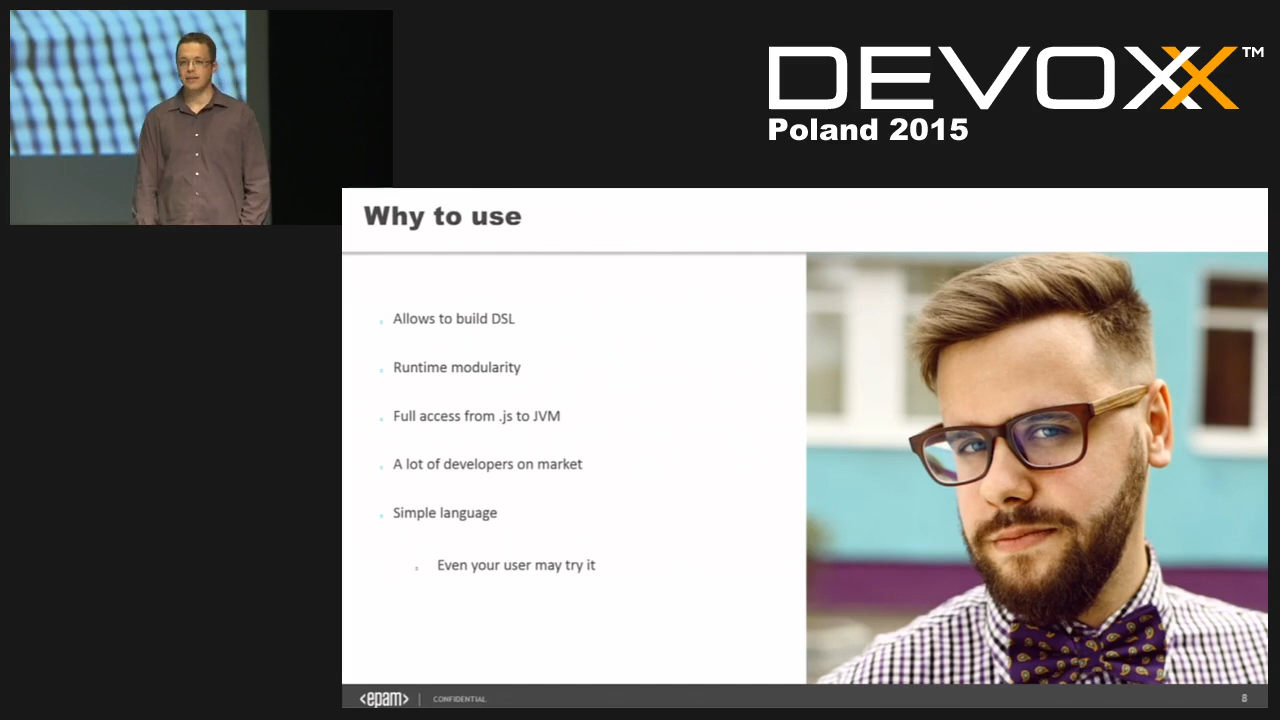 DEVOXX™
Poland 2015
Why to use
Allows to build DSL
Runtime modularity
Full access from .js to JVM
A lot of developers on market
Simple language
Even your user may try it
<epam> | CONFIDENTIAL
8